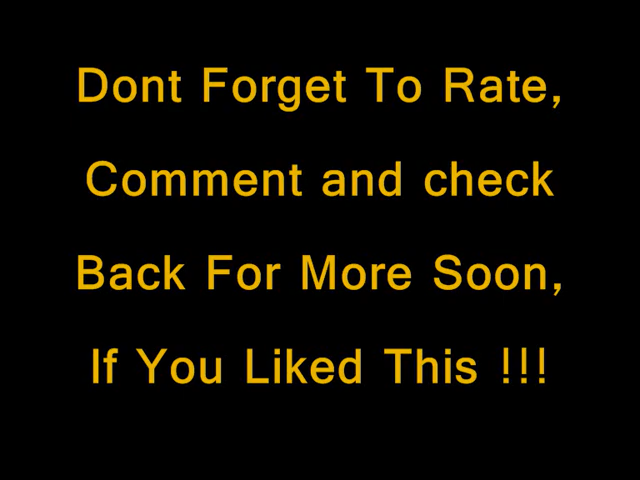 Dont Forget To Rate,
Comment and check
Back For More Soon,
If You Liked This !!!